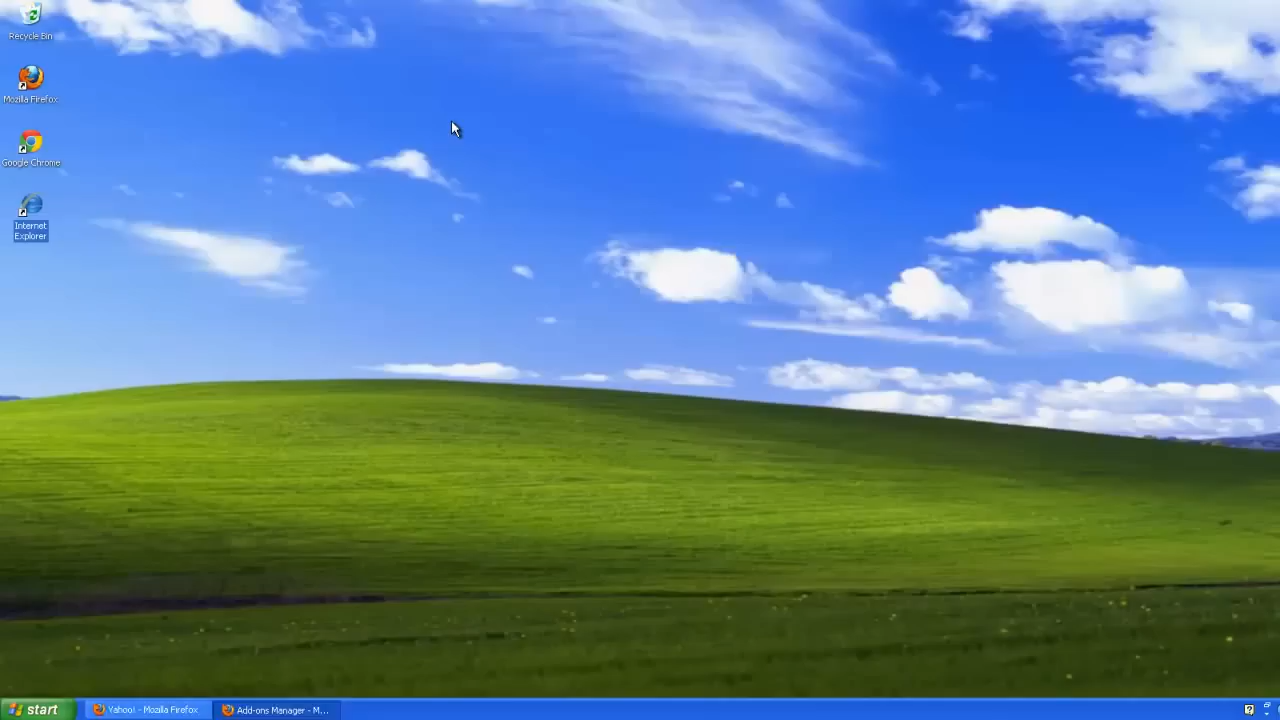 Recycle Bin
Mozilla Firefox
Google Chrome
Internet
Explorer
start
Yahoo! - Mozilla Firefox
Add-ons Manager - M...